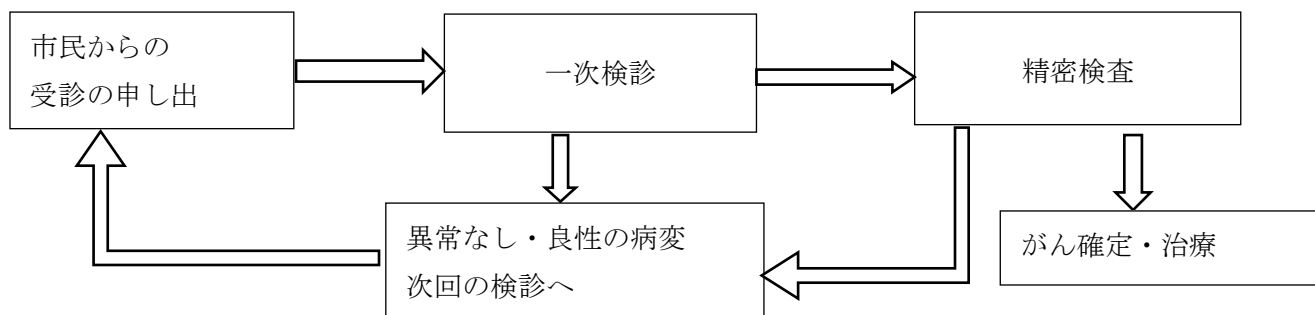 市民からの
受診の申し出
一次検診
精密検査
異常なし・良性の病変
次回の検診へ
がん確定・治療